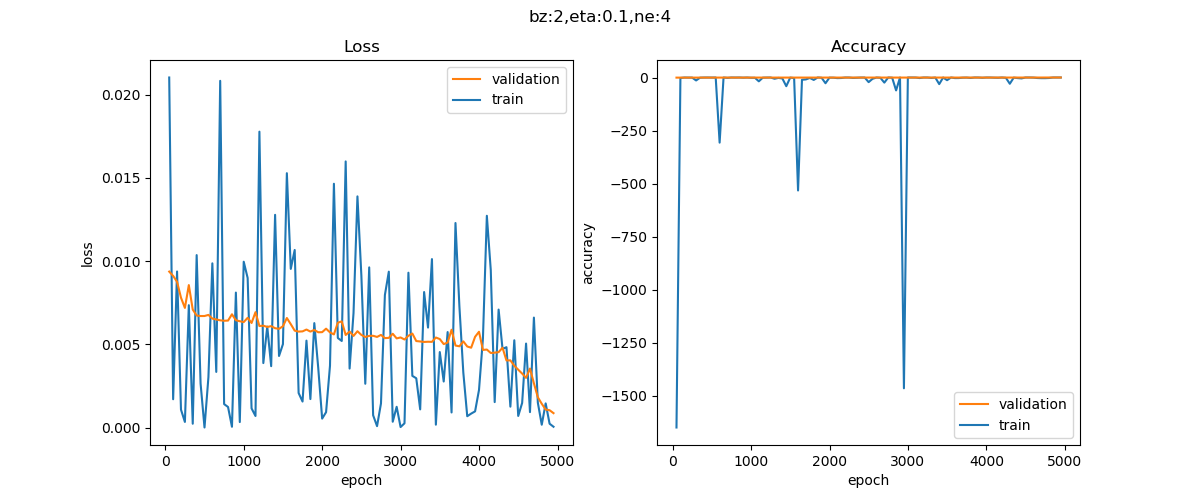 bz:2,eta:0.1,ne:4
Loss
validation
train
0.020
0.015
0.010
0.005
0.000
loss
0
1000
2000
3000
4000
5000
epoch
Accuracy
0
−250
−500
−750
−1000
−1250
−1500
accuracy
validation
train
0
1000
2000
3000
4000
5000
epoch